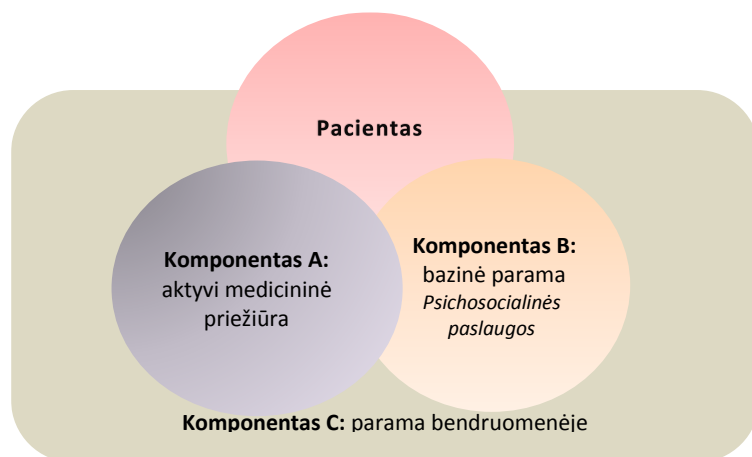 Pacientas
Komponentas A:
aktyvi medicininė
priežiūra
Komponentas B:
bazinė parama
Psichosocialinės
paslaugos
Komponentas C: parama bendruomenėje